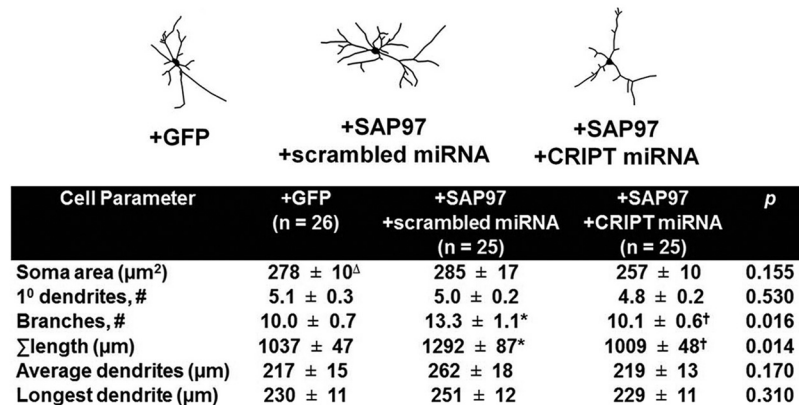 +GFP
+SAP97
+scrambled miRNA
+SAP97
+CRIPT miRNA
Cell Parameter +GFP +SAP97 +SAP97 p
(n = 26) +scrambled miRNA +CRIPT miRNA
(n = 25) (n = 25)
Soma area (µm²) 278 ± 10Δ 285 ± 17 257 ± 10 0.155
1⁰ dendrites, # 5.1 ± 0.3 5.0 ± 0.2 4.8 ± 0.2 0.530
Branches, # 10.0 ± 0.7 13.3 ± 1.1* 10.1 ± 0.6† 0.016
∑length (µm) 1037 ± 47 1292 ± 87* 1009 ± 48† 0.014
Average dendrites (µm) 217 ± 15 262 ± 18 219 ± 13 0.170
Longest dendrite (µm) 230 ± 11 251 ± 12 229 ± 11 0.310